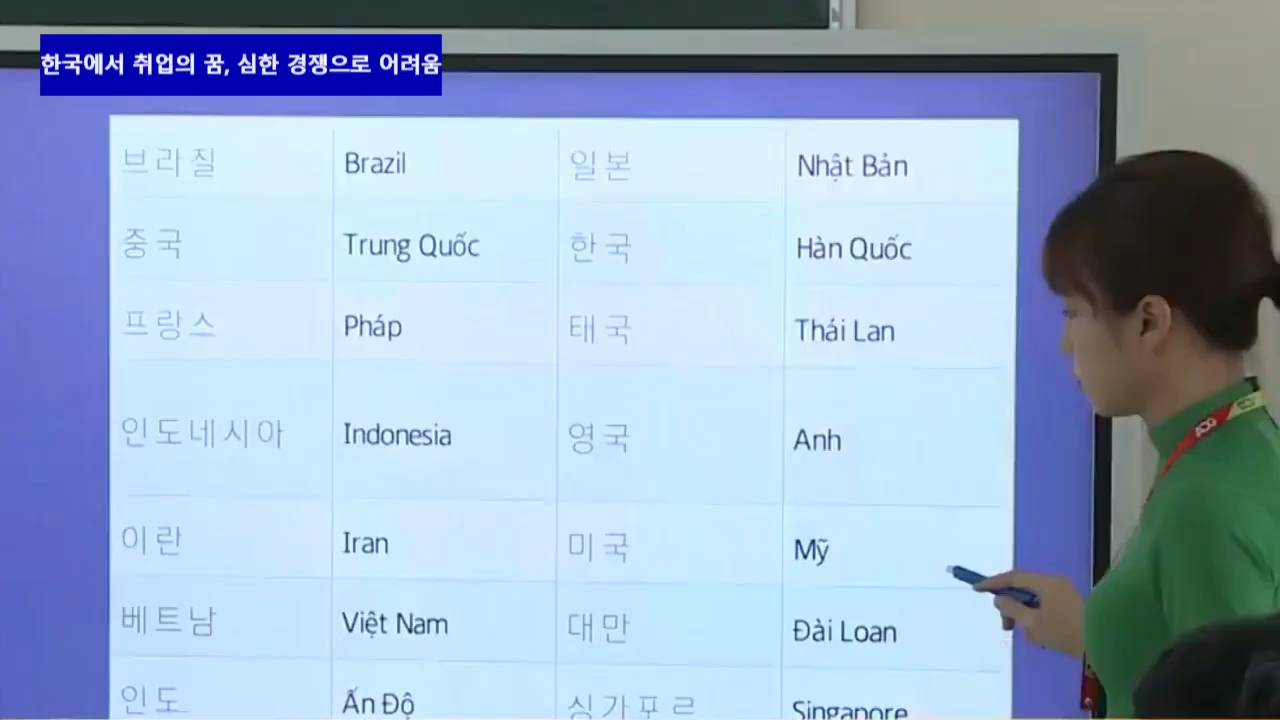 한국에서 취업의 꿈, 심한 경쟁으로 어려움
브라질 Brazil 일본 Nhật Bản
중국 Trung Quốc 한국 Hàn Quốc
프랑스 Pháp 태국 Thái Lan
인도네시아 Indonesia 영국 Anh
이란 Iran 미국 Mỹ
베트남 Việt Nam 대만 Đài Loan
인도 Ấn Độ 싱가포르 Singapore